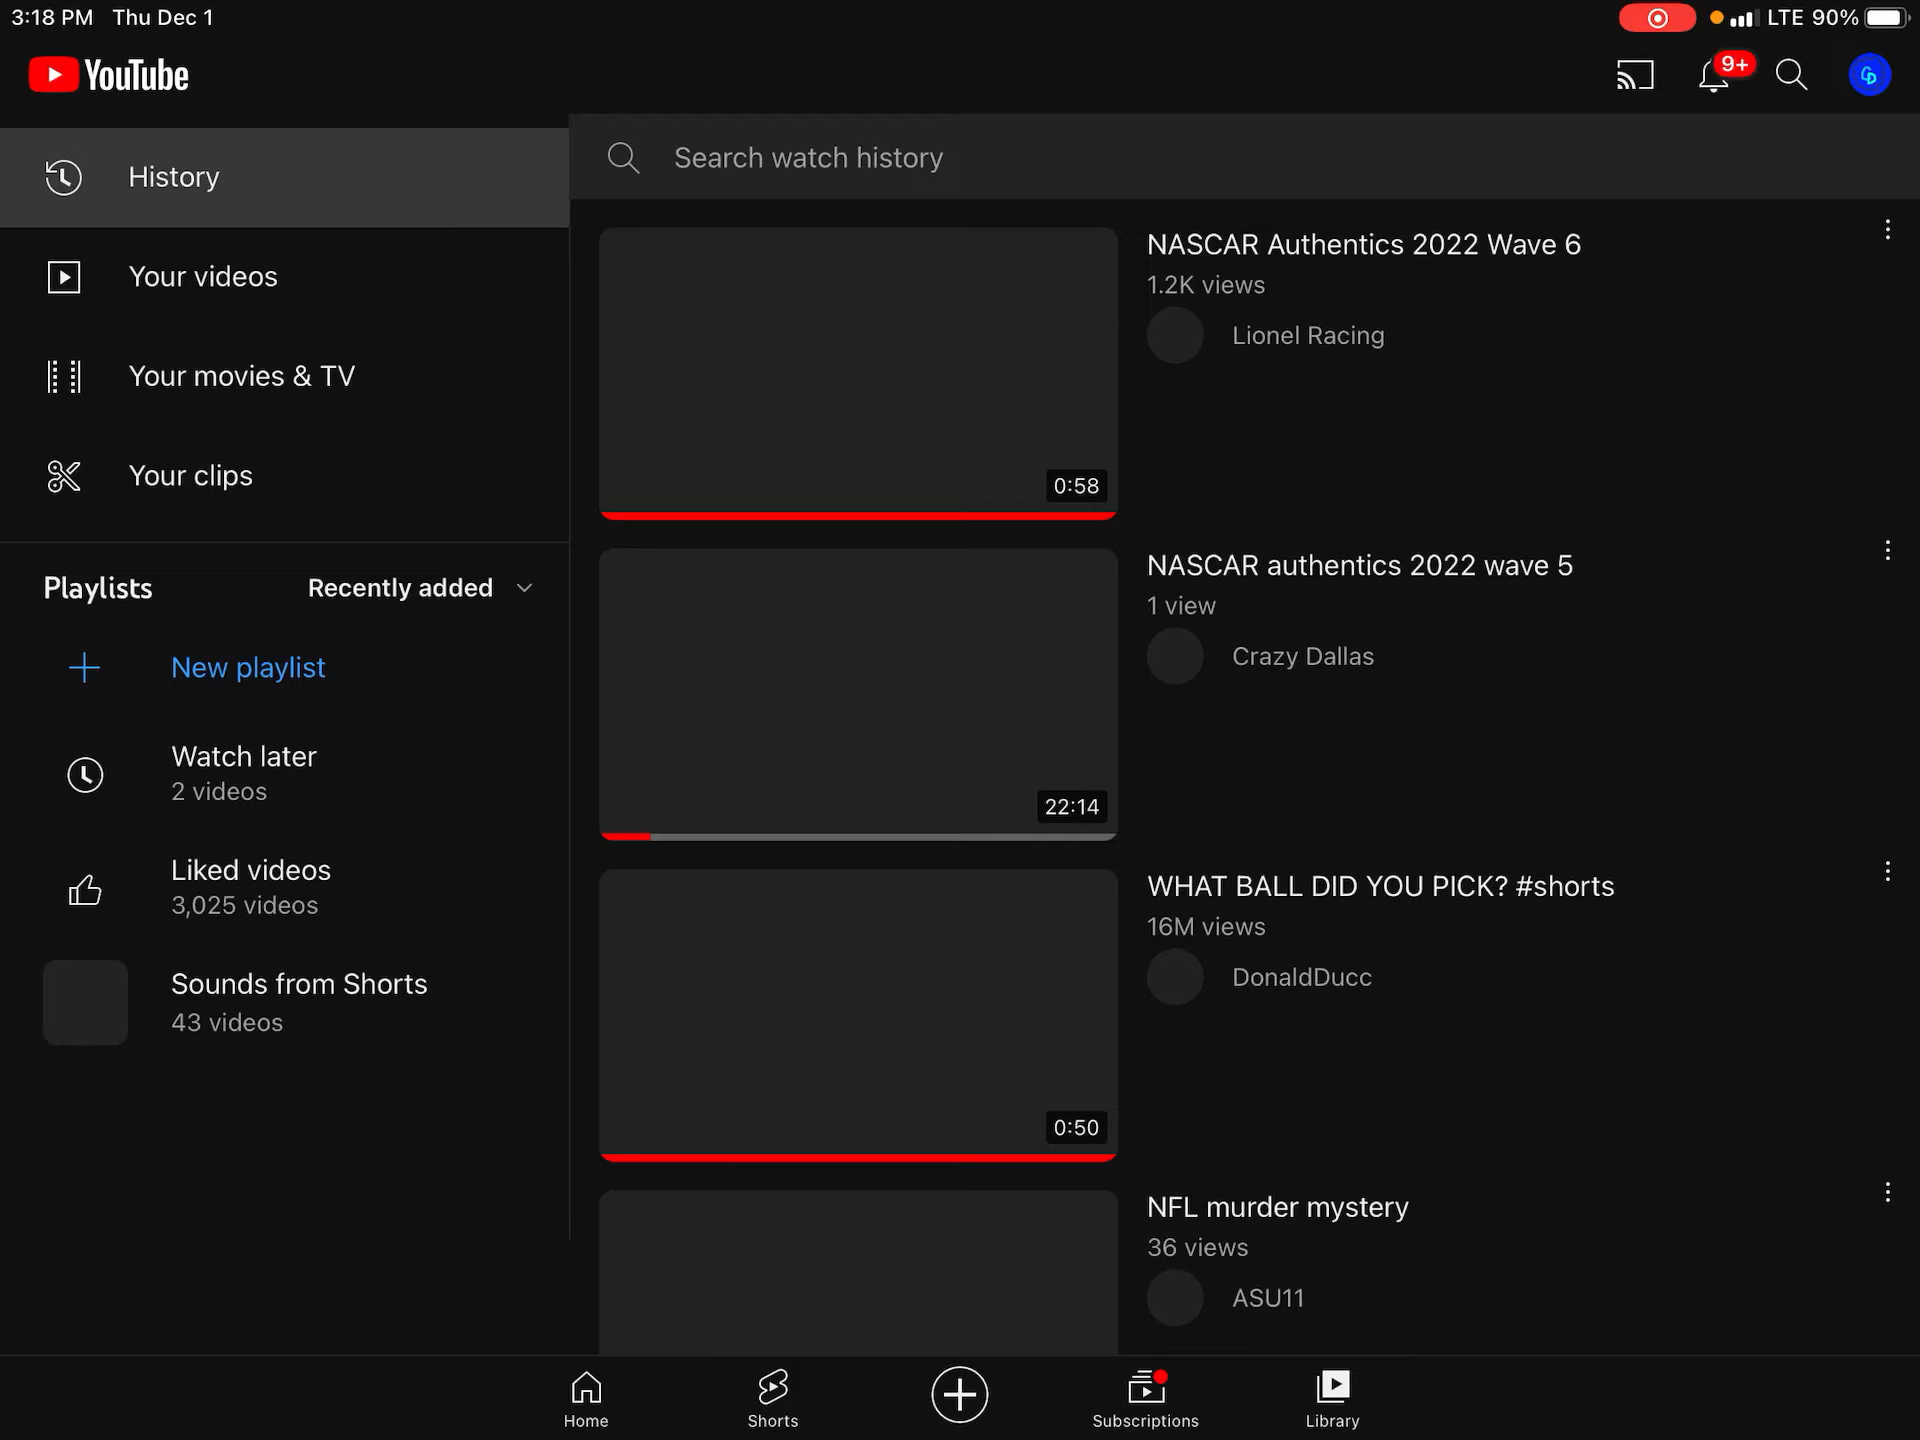 3:18 PM Thu Dec 1
LTE 90%
YouTube
9+
History
Your videos
Your movies & TV
Your clips
Playlists
Recently added
New playlist
Watch later
2 videos
Liked videos
3,025 videos
Sounds from Shorts
43 videos
Search watch history
0:58
NASCAR Authentics 2022 Wave 6
1.2K views
Lionel Racing
22:14
NASCAR authentics 2022 wave 5
1 view
Crazy Dallas
0:50
WHAT BALL DID YOU PICK? #shorts
16M views
DonaldDucc
NFL murder mystery
36 views
ASU11
Home
Shorts
Subscriptions
Library